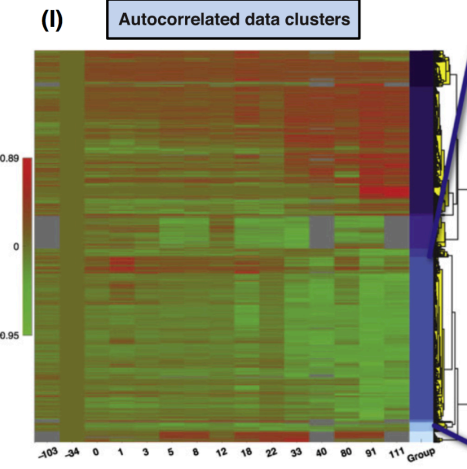 (I)
Autocorrelated data clusters
0.89
0
0.95
-103 -34 0 1 3 5 8 12 18 22 33 40 80 91 111 Group